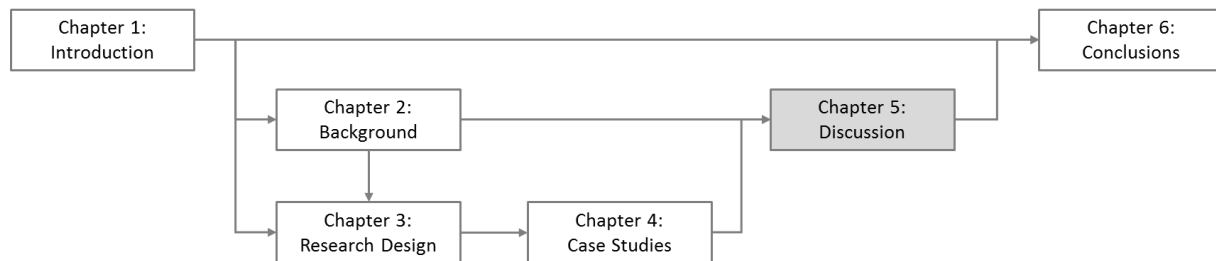 Chapter 1:
Introduction
Chapter 6:
Conclusions
Chapter 2:
Background
Chapter 5:
Discussion
Chapter 3:
Research Design
Chapter 4:
Case Studies